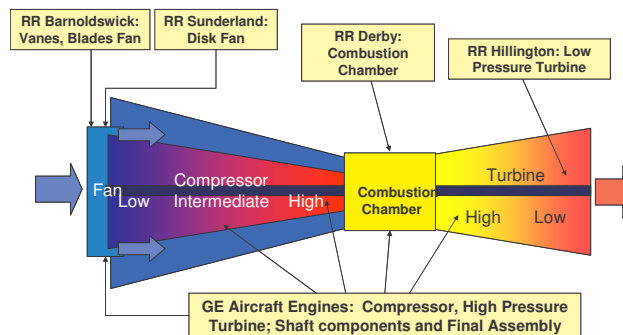 RR Barnoldswick:
Vanes, Blades Fan
RR Sunderland:
Disk Fan
RR Derby:
Combustion
Chamber
RR Hillington: Low
Pressure Turbine
Fan
Compressor
Low
Intermediate
High
Combustion
Chamber
Turbine
High
Low
GE Aircraft Engines: Compressor, High Pressure
Turbine; Shaft components and Final Assembly